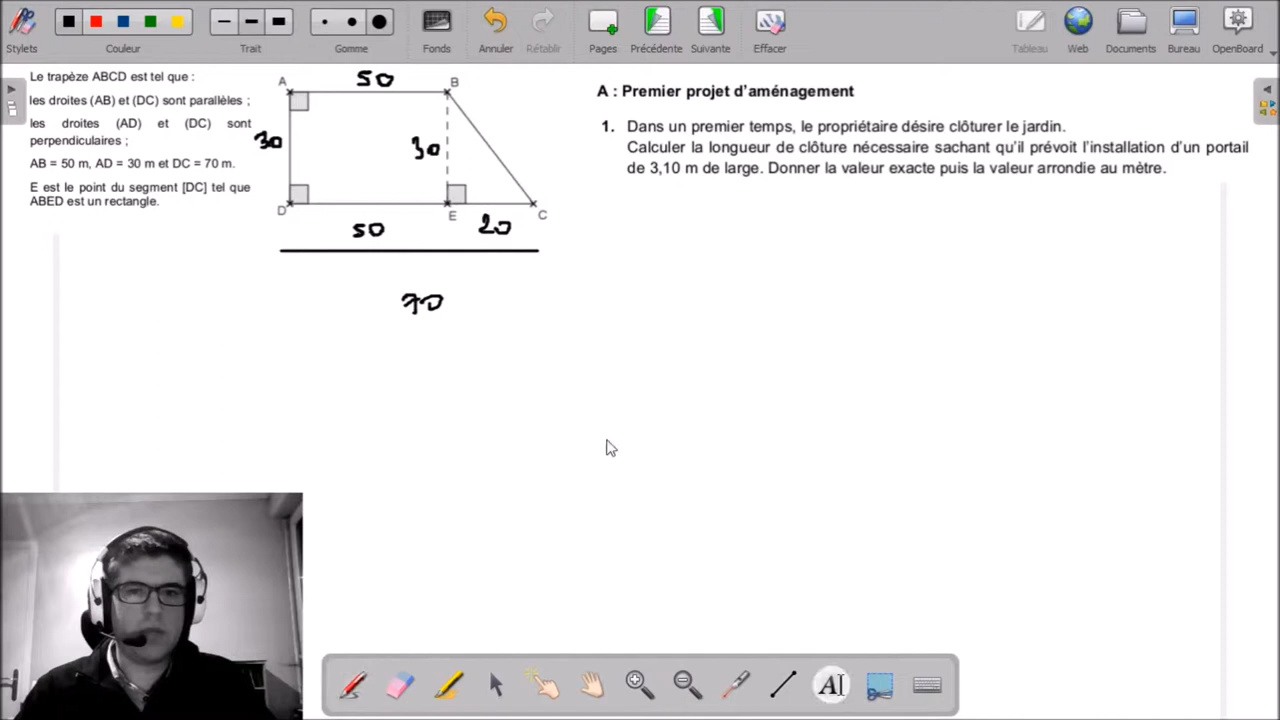 Stylets
Couleur
Trait
Gomme
Fonds
Annuler
Rétablir
Pages
Précédente
Suivante
Effacer
Tableau
Web
Documents
Bureau
OpenBoard
Le trapèze ABCD est tel que :
les droites (AB) et (DC) sont parallèles ;
les droites (AD) et (DC) sont
perpendiculaires ;
AB = 50 m, AD = 30 m et DC = 70 m.
E est le point du segment [DC] tel que
ABED est un rectangle.
A
50
B
30
30
D
E
C
50
20
70
A : Premier projet d'aménagement
1. Dans un premier temps, le propriétaire désire clôturer le jardin.
Calculer la longueur de clôture nécessaire sachant qu'il prévoit l'installation d'un portail
de 3,10 m de large. Donner la valeur exacte puis la valeur arrondie au mètre.
AI